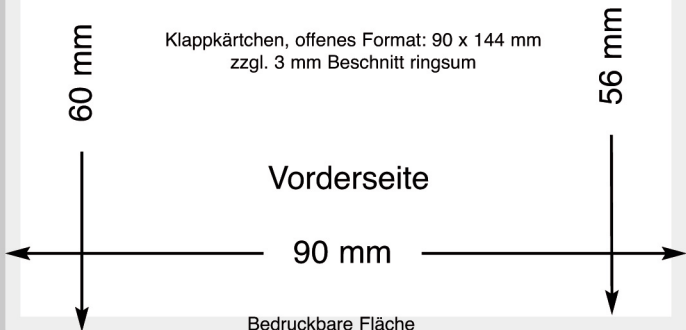 Klappkärtchen, offenes Format: 90 x 144 mm
zzgl. 3 mm Beschnitt ringsum
60 mm
56 mm
Vorderseite
90 mm
Bedruckbare Fläche